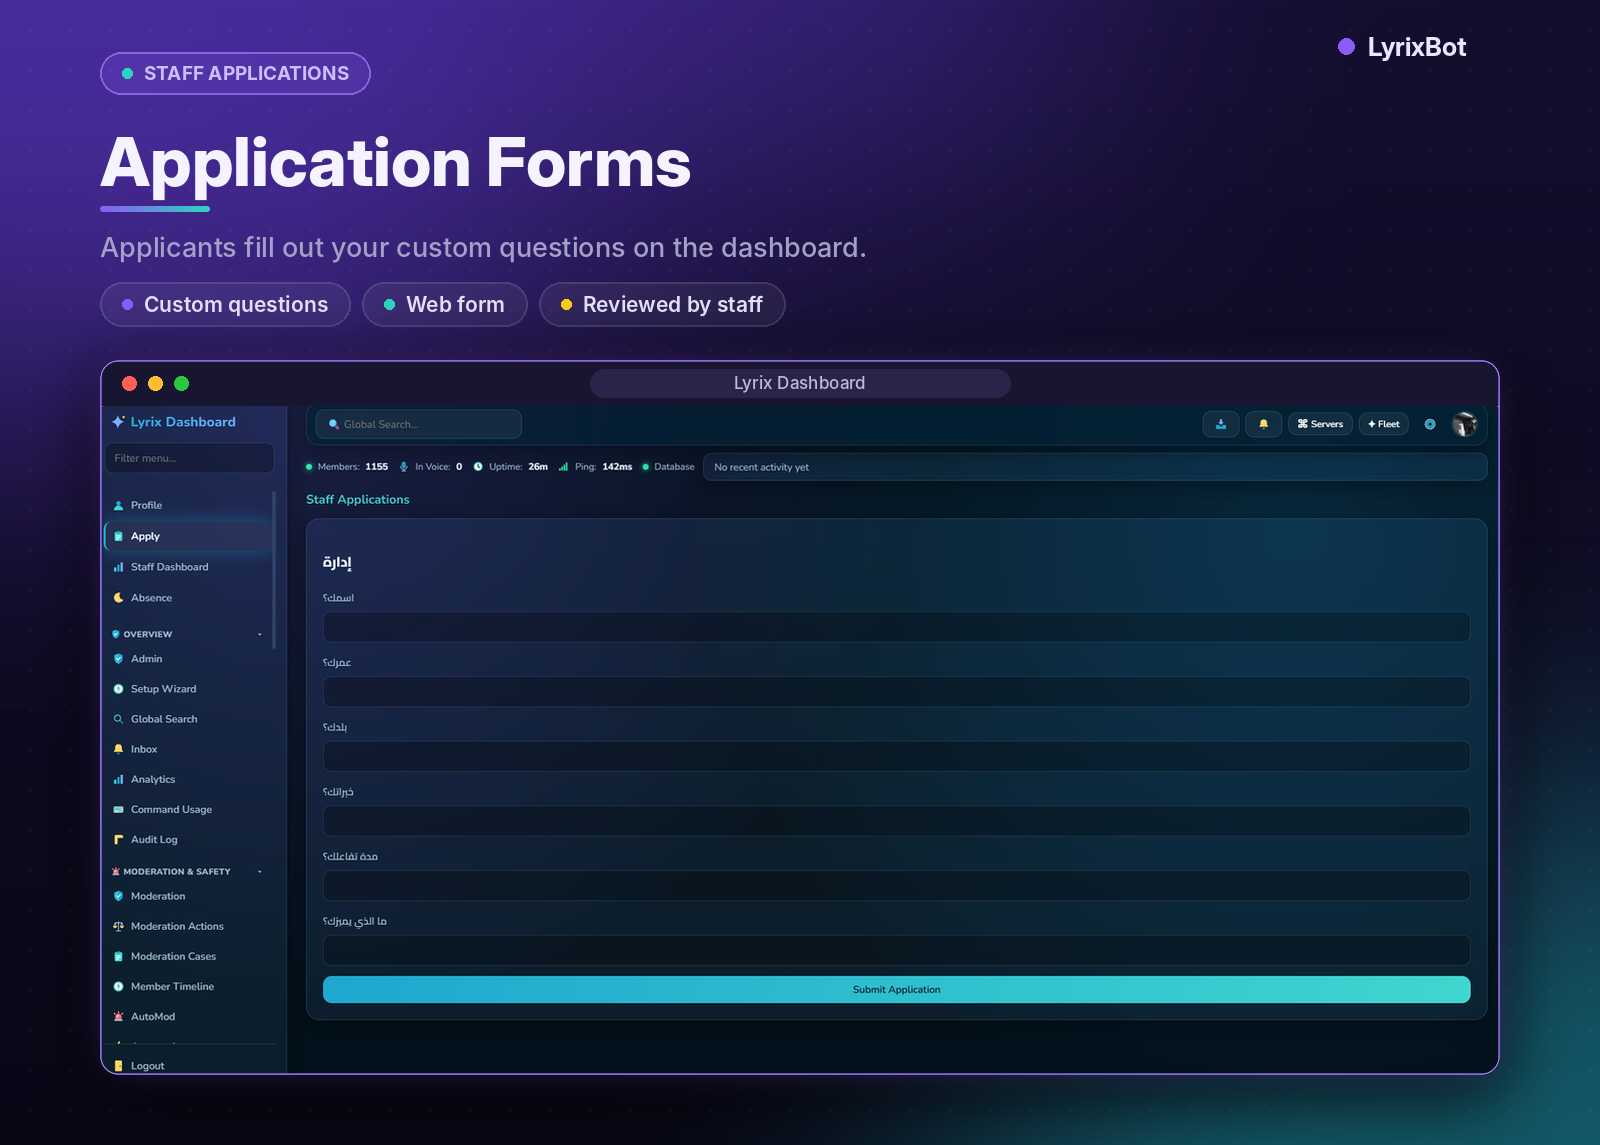 STAFF APPLICATIONS
LyrixBot
Application Forms
Applicants fill out your custom questions on the dashboard.
Custom questions
Web form
Reviewed by staff
Lyrix Dashboard
Lyrix Dashboard
Filter menu...
Profile
Apply
Staff Dashboard
Absence
OVERVIEW -
Admin
Setup Wizard
Global Search
Inbox
Analytics
Command Usage
Audit Log
MODERATION & SAFETY -
Moderation
Moderation Actions
Moderation Cases
Member Timeline
AutoMod
Logout
Global Search...
Servers
Fleet
Members: 1155 In Voice: 0 Uptime: 26m Ping: 142ms Database
No recent activity yet
Staff Applications
إدارة
اسمك؟
عمرك؟
بلدك؟
خبراتك؟
مدة تفاعلك؟
ما الذي يميزك؟
Submit Application